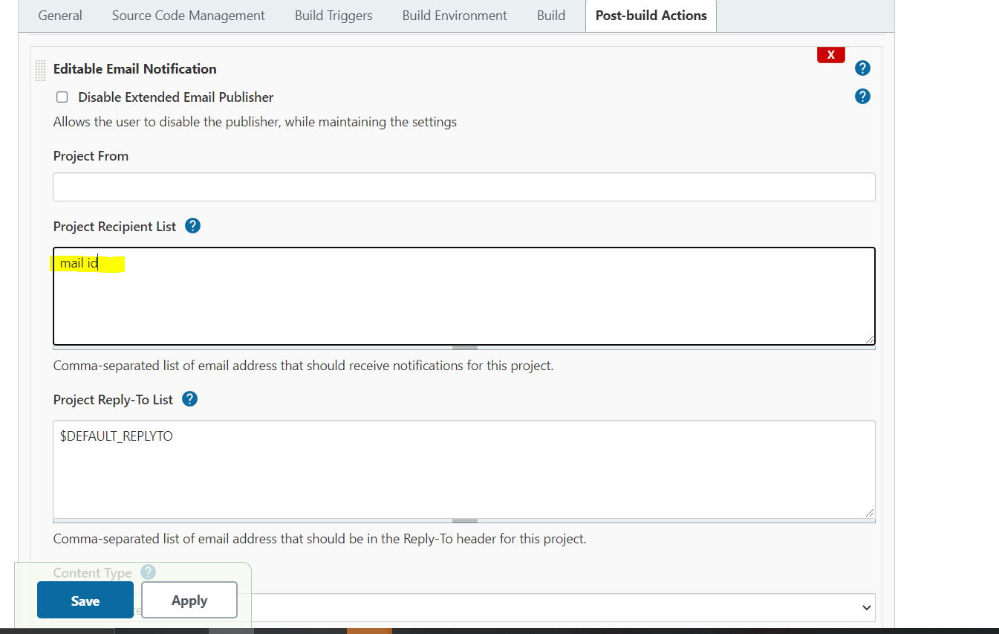 General Source Code Management Build Triggers Build Environment Build Post-build Actions
X
Editable Email Notification ?
Disable Extended Email Publisher ?
Allows the user to disable the publisher, while maintaining the settings
Project From
Project Recipient List ?
mail id
Comma-separated list of email address that should receive notifications for this project.
Project Reply-To List ?
$DEFAULT_REPLYTO
Comma-separated list of email address that should be in the Reply-To header for this project.
Content Type ?
Save Apply